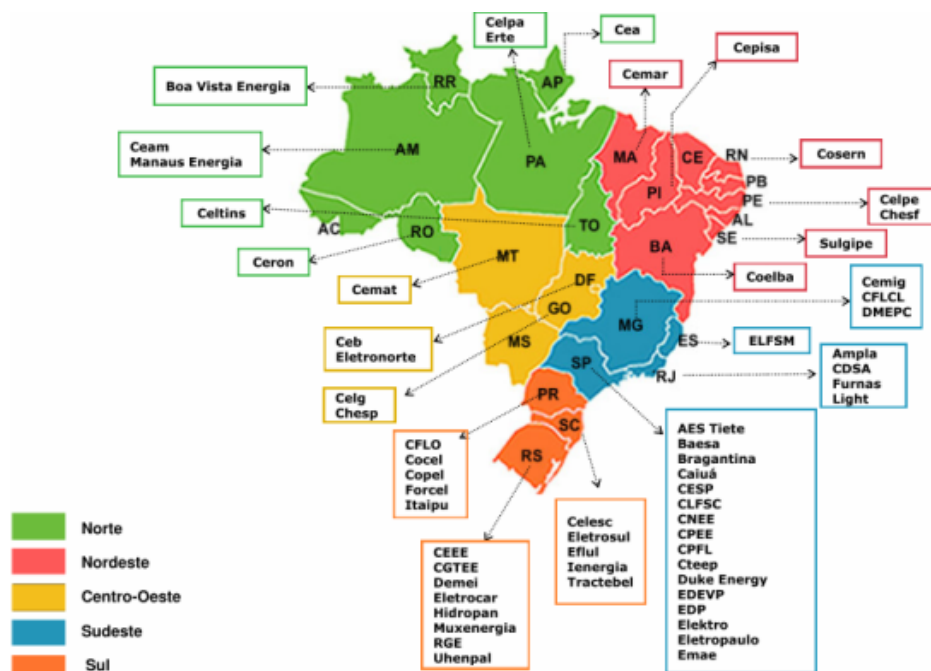 Celpa
Erte
Cea
Cepisa
Cemar
Boa Vista Energia
RR
AP
Ceam
Manaus Energia
AM
PA
MA
CE
RN
Cosern
PI
PB
PE
Celpe
Chesf
Celtins
AC
RO
TO
AL
SE
Sulgipe
BA
Ceron
MT
Coelba
Cemat
DF
GO
Cemig
CFLCL
DMEPC
MG
MS
ES
ELFSM
Ceb
Eletronorte
SP
RJ
Ampla
CDSA
Furnas
Light
Celg
Chesp
PR
SC
RS
CFLO
Cocel
Copel
Forcel
Itaipu
AES Tiete
Baesa
Bragantina
Caiuá
CESP
CLFSC
CNEE
CPEE
CPFL
Cteep
Duke Energy
EDEVP
EDP
Elektro
Eletropaulo
Emae
Celesc
Eletrosul
Eflul
Ienergia
Tractebel
CEEE
CGTEE
Demei
Eletrocar
Hidropan
Muxenergia
RGE
Uhenpal
Norte
Nordeste
Centro-Oeste
Sudeste
Sul